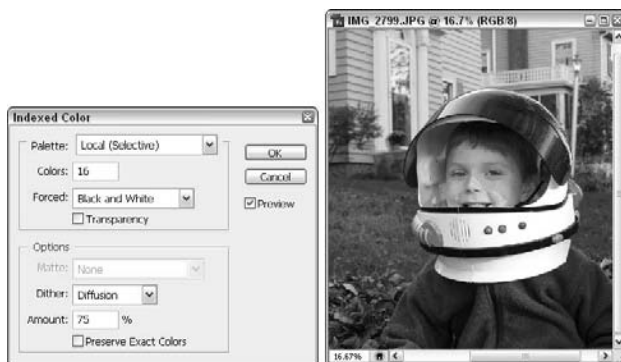 IMG_2799.JPG @ 16.7% (RGB/8)
Indexed Color
Palette: Local (Selective)
Colors: 16
Forced: Black and White
Transparency
OK
Cancel
Preview
Options
Matte: None
Dither: Diffusion
Amount: 75 %
Preserve Exact Colors
16.67%